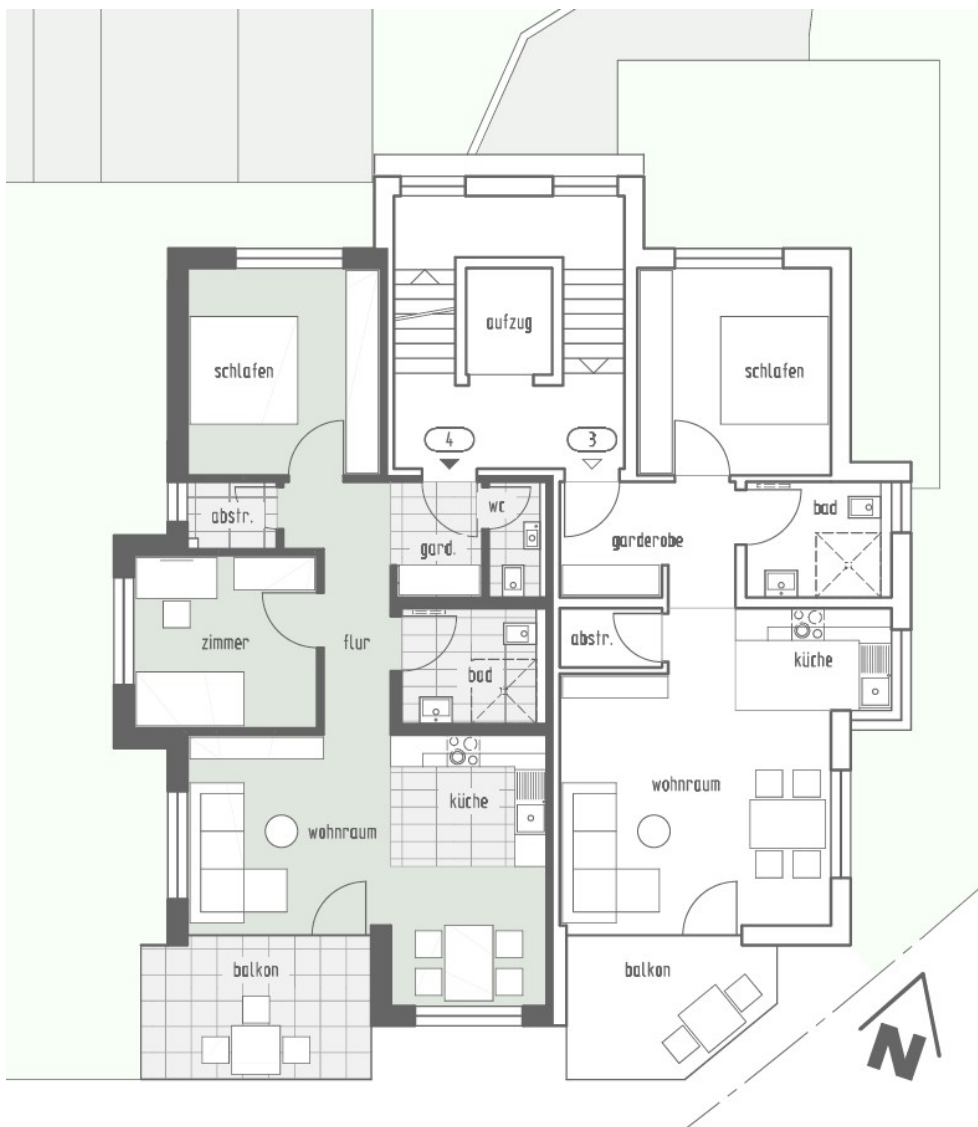 aufzug
schlafen
schlafen
4
3
abstr.
wc
bad
gard.
garderobe
zimmer
flur
abstr.
küche
bad
küche
wohnraum
wohnraum
balkon
balkon
N